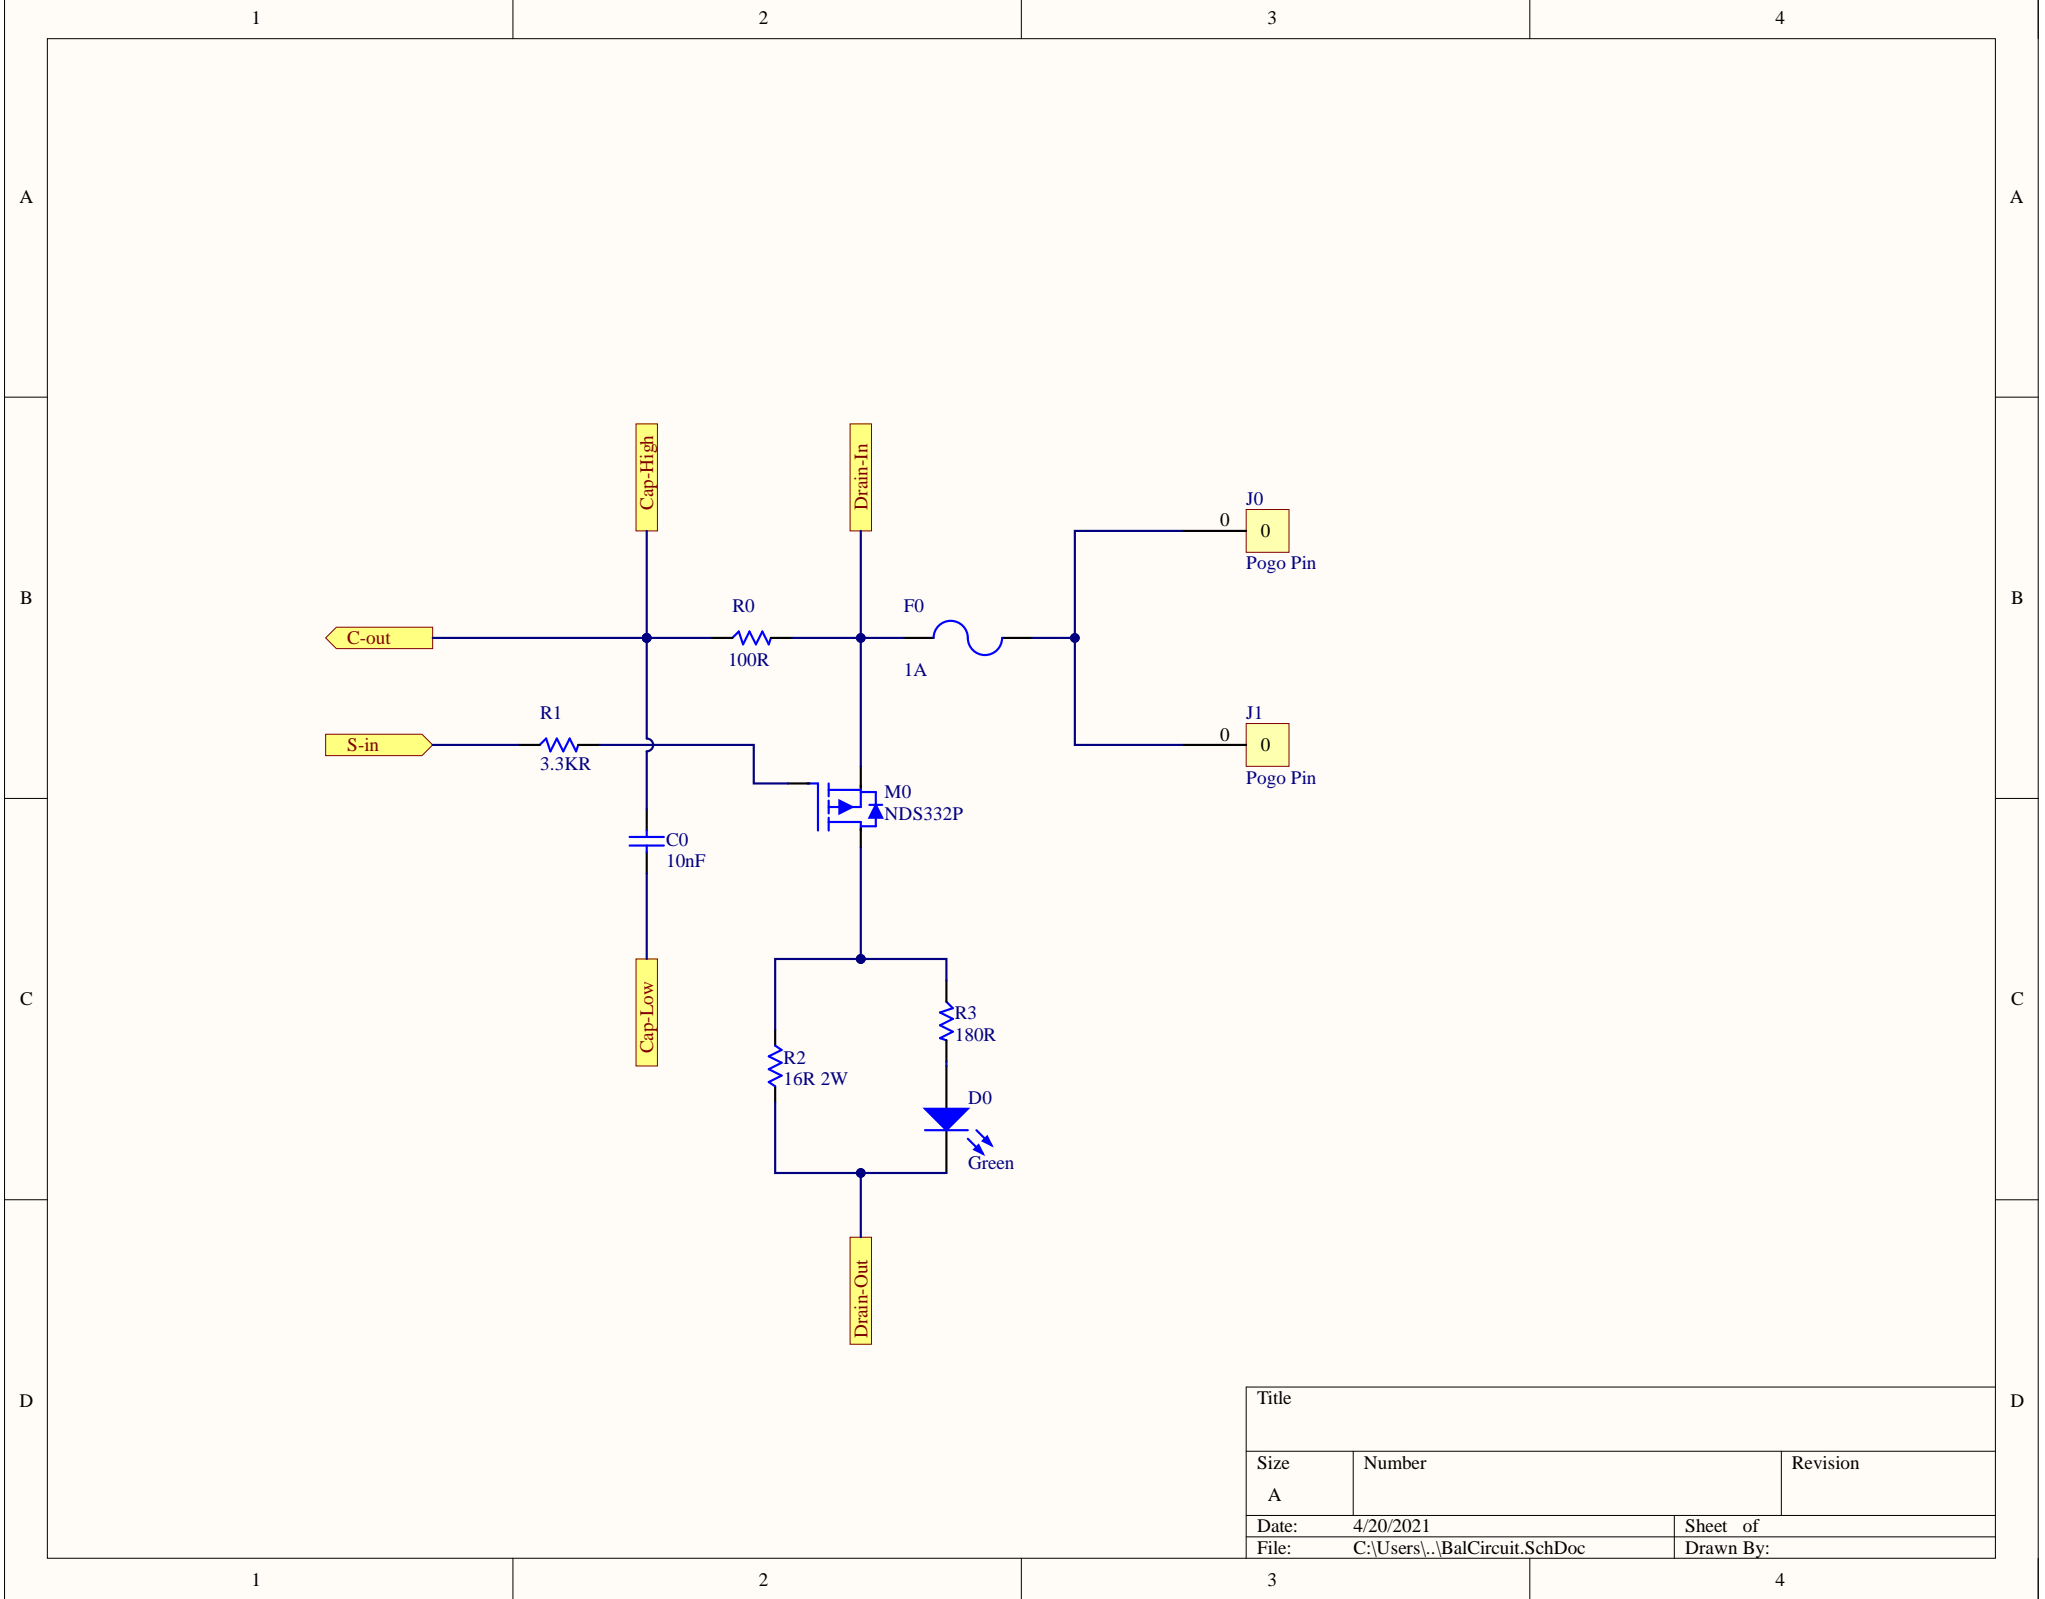 1 2 3 4
A A
Cap-High
Drain-In
J0
0 0
Pogo Pin
B B
R0 F0
C-out
100R 1A
R1
J1
S-in
0 0
3.3KR
Pogo Pin
M0
NDS332P
C0
10nF
C C
Cap-Low
R3
180R
R2
16R 2W
D0
Green
Drain-Out
D D
Title
Size Number Revision
A
Date: 4/20/2021 Sheet of
File: C:\Users\..\BalCircuit.SchDoc Drawn By:
1 2 3 4